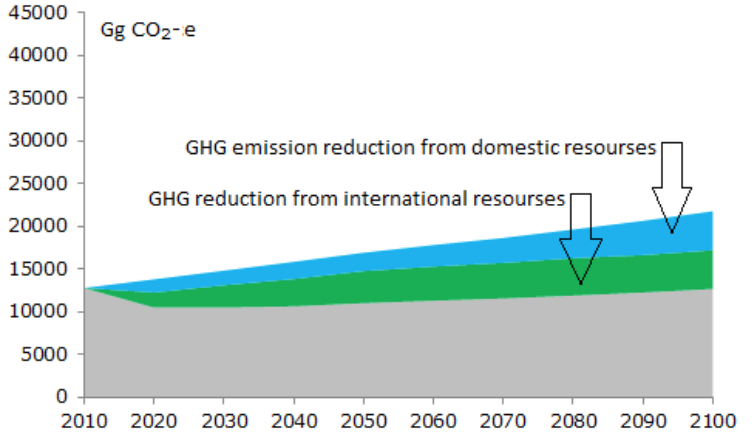 45000
Gg CO₂-:e
40000
35000
30000
GHG emission reduction from domestic resourses
25000
GHG reduction from international resourses
20000
15000
10000
5000
0
2010 2020 2030 2040 2050 2060 2070 2080 2090 2100